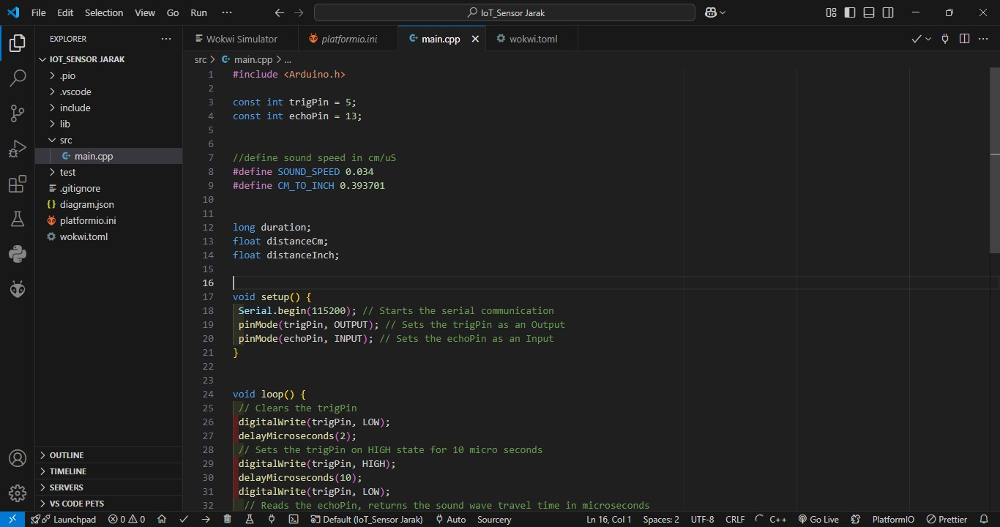 File Edit Selection View Go Run ···
IoT_Sensor Jarak
EXPLORER
IOT_SENSOR JARAK
.pio
.vscode
include
lib
src
main.cpp
test
.gitignore
{} diagram.json
platformio.ini
wokwi.toml
OUTLINE
TIMELINE
SERVERS
VS CODE PETS
Wokwi Simulator platformio.ini main.cpp wokwi.toml
src > main.cpp > ...
1 #include <Arduino.h>
2
3 const int trigPin = 5;
4 const int echoPin = 13;
5
6
7 //define sound speed in cm/uS
8 #define SOUND_SPEED 0.034
9 #define CM_TO_INCH 0.393701
10
11
12 long duration;
13 float distanceCm;
14 float distanceInch;
15
16
17 void setup() {
18 Serial.begin(115200); // Starts the serial communication
19 pinMode(trigPin, OUTPUT); // Sets the trigPin as an Output
20 pinMode(echoPin, INPUT); // Sets the echoPin as an Input
21 }
22
23
24 void loop() {
25 // Clears the trigPin
26 digitalWrite(trigPin, LOW);
27 delayMicroseconds(2);
28 // Sets the trigPin on HIGH state for 10 micro seconds
29 digitalWrite(trigPin, HIGH);
30 delayMicroseconds(10);
31 digitalWrite(trigPin, LOW);
32 // Reads the echoPin, returns the sound wave travel time in microseconds
Launchpad 0 0 Default (IoT_Sensor Jarak) Auto Sourcery Ln 16, Col 1 Spaces: 2 UTF-8 CRLF C++ Go Live PlatformIO Prettier